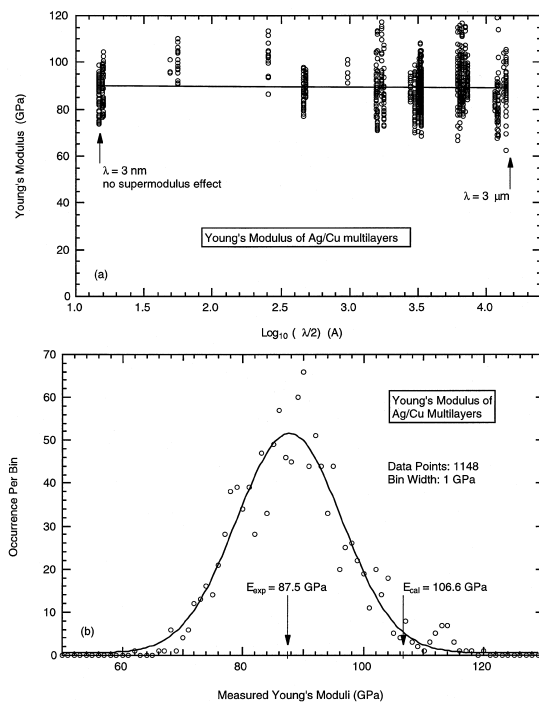 120
100
80
60
40
20
0
Young's Modulus (GPa)
λ = 3 nm
no supermodulus effect
λ = 3 μm
Young's Modulus of Ag/Cu multilayers
(a)
1.0 1.5 2.0 2.5 3.0 3.5 4.0
Log10 ( λ/2) (A)
70
60
50
40
30
20
10
0
Occurrence Per Bin
Young's Modulus of
Ag/Cu Multilayers
Data Points: 1148
Bin Width: 1 GPa
Eexp = 87.5 GPa
Ecal = 106.6 GPa
(b)
60 80 100 120
Measured Young's Moduli (GPa)